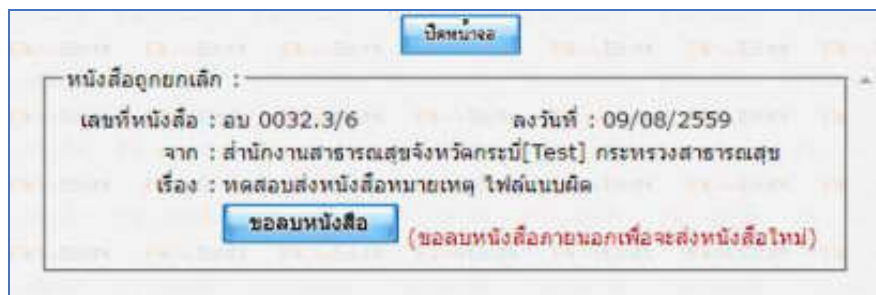 ปิดหน้าจอ
หนังสือถูกยกเลิก :
เลขที่หนังสือ : อบ 0032.3/6 ลงวันที่ : 09/08/2559
จาก : สำนักงานสาธารณสุขจังหวัดกระบี่[Test] กระทรวงสาธารณสุข
เรื่อง : ทดสอบส่งหนังสือหมายเหตุ ไฟล์แนบผิด
ขอลบหนังสือ (ขอลบหนังสือภายนอกเพื่อจะส่งหนังสือใหม่)